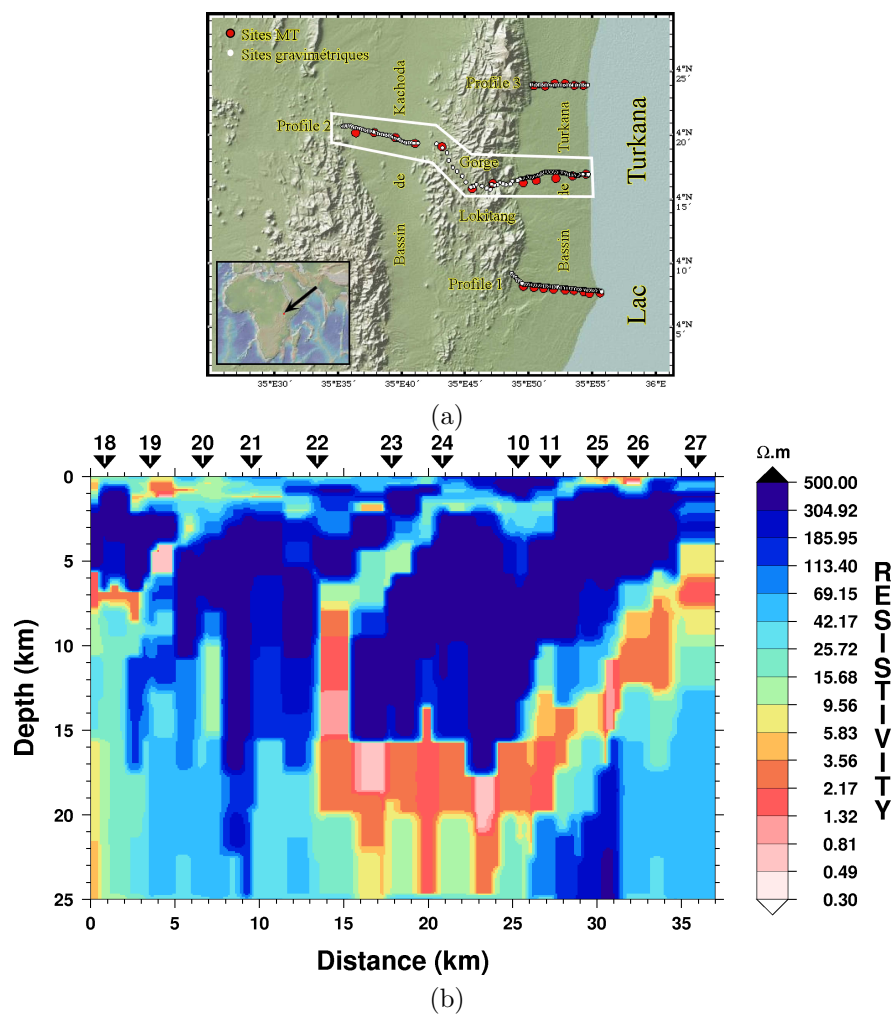 Sites MT
Sites gravimétriques
Profile 3
Kachoda
Turkana
Profile 2
Gorge
Turkana
de
de
Lokitang
Bassin
Bassin
Profile 1
Lac
4°N
25´
4°N
20´
4°N
15´
4°N
10´
4°N
5´
35°E30´ 35°E35´ 35°E40´ 35°E45´ 35°E50´ 35°E55´ 36°E
(a)
18 19 20 21 22 23 24 10 11 25 26 27
0
5
10
15
20
25
Depth (km)
0 5 10 15 20 25 30 35
Distance (km)
Ω.m
500.00
304.92
185.95
113.40
69.15
42.17
25.72
15.68
9.56
5.83
3.56
2.17
1.32
0.81
0.49
0.30
RESISTIVITY
(b)